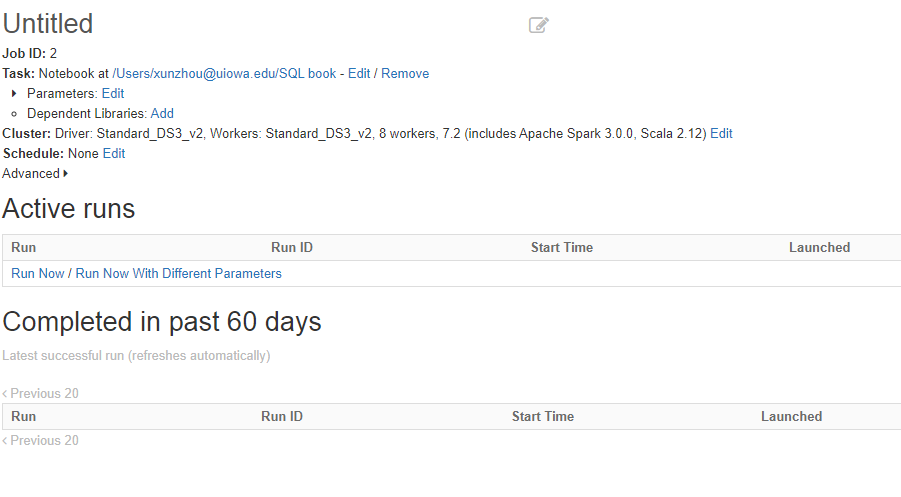 Untitled
Job ID: 2
Task: Notebook at /Users/xunzhou@uiowa.edu/SQL book - Edit / Remove
Parameters: Edit
Dependent Libraries: Add
Cluster: Driver: Standard_DS3_v2, Workers: Standard_DS3_v2, 8 workers, 7.2 (includes Apache Spark 3.0.0, Scala 2.12) Edit
Schedule: None Edit
Advanced
Active runs
Run Run ID Start Time Launched
Run Now / Run Now With Different Parameters
Completed in past 60 days
Latest successful run (refreshes automatically)
‹ Previous 20
Run Run ID Start Time Launched
‹ Previous 20